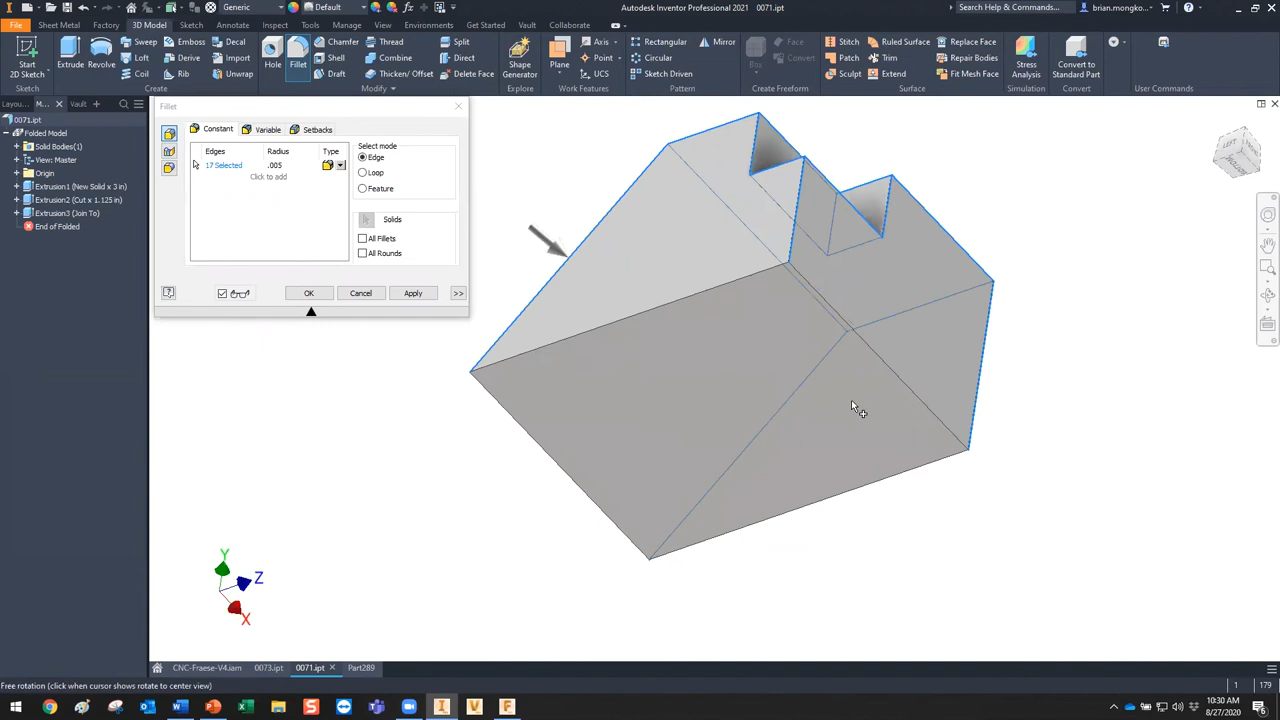 Generic
Default
Autodesk Inventor Professional 2021 0071.ipt
Search Help & Commands...
brian.mongko...
File
Sheet Metal
Factory
3D Model
Sketch
Annotate
Inspect
Tools
Manage
View
Environments
Get Started
Vault
Collaborate
Start
2D Sketch
Extrude
Revolve
Sweep
Loft
Coil
Emboss
Derive
Rib
Decal
Import
Unwrap
Hole
Fillet
Chamfer
Shell
Draft
Thread
Combine
Thicken/ Offset
Split
Direct
Delete Face
Shape
Generator
Plane
Axis
Point
UCS
Rectangular
Circular
Sketch Driven
Mirror
Box
Face
Convert
Stitch
Patch
Sculpt
Ruled Surface
Trim
Extend
Replace Face
Repair Bodies
Fit Mesh Face
Stress
Analysis
Convert to
Standard Part
Sketch
Create
Modify
Explore
Work Features
Pattern
Create Freeform
Surface
Simulation
Convert
User Commands
Layou...
M...
Vault
0071.ipt
Folded Model
Solid Bodies(1)
View: Master
Origin
Extrusion1 (New Solid x 3 in)
Extrusion2 (Cut x 1.125 in)
Extrusion3 (Join To)
End of Folded
Fillet
Constant
Variable
Setbacks
Edges Radius Type
17 Selected .005
Click to add
Select mode
Edge
Loop
Feature
Solids
All Fillets
All Rounds
OK
Cancel
Apply
>>
Y
Z
X
CNC-Fraese-V4.iam
0073.ipt
0071.ipt
Part289
Free rotation (click when cursor shows rotate to center view)
1
179
10:30 AM
8/27/2020